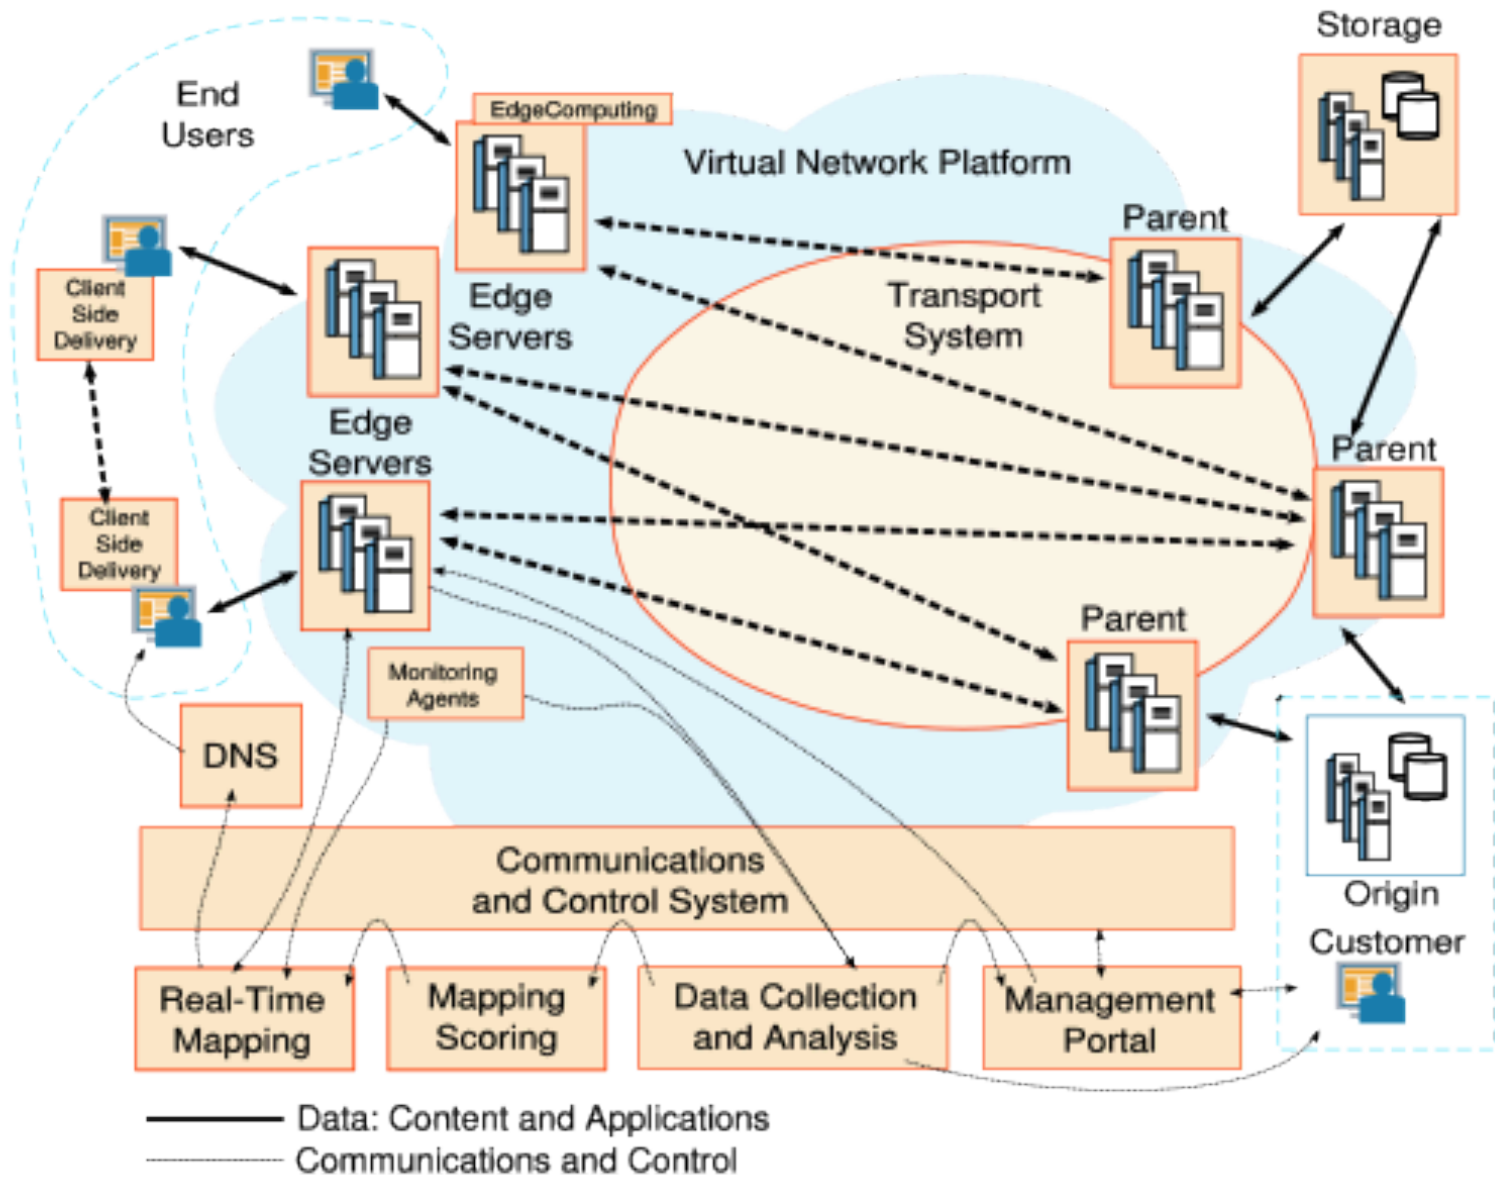 Storage
End
Users
EdgeComputing
Virtual Network Platform
Parent
Edge
Servers
Transport
System
Client
Side
Delivery
Edge
Servers
Parent
Client
Side
Delivery
Parent
Monitoring
Agents
DNS
Communications
and Control System
Origin
Customer
Real-Time
Mapping
Mapping
Scoring
Data Collection
and Analysis
Management
Portal
Data: Content and Applications
Communications and Control